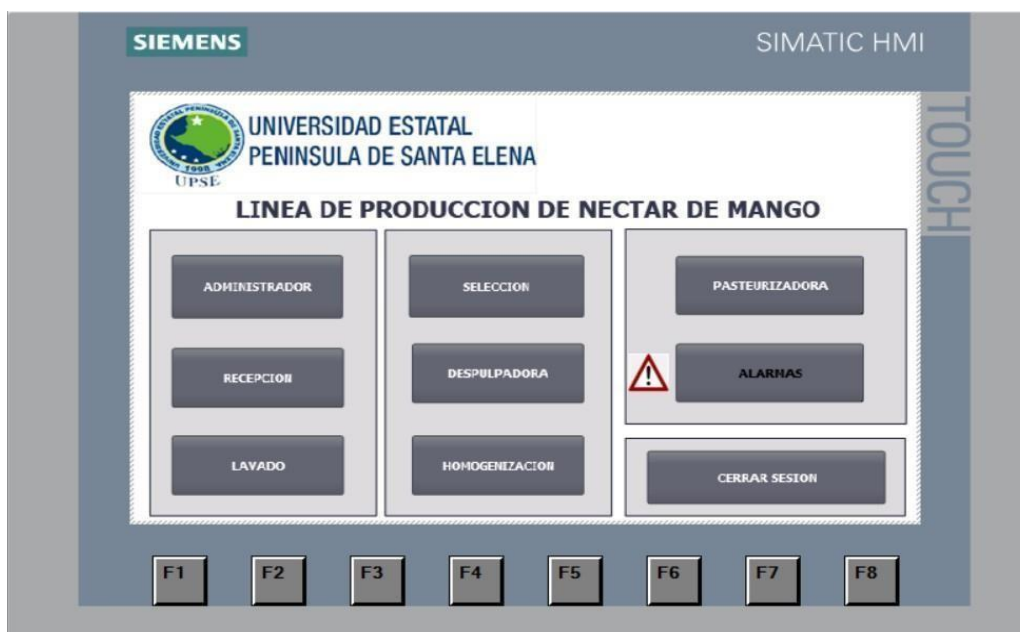 SIEMENS
SIMATIC HMI
TOUCH
UNIVERSIDAD ESTATAL
PENINSULA DE SANTA ELENA
UPSE
LINEA DE PRODUCCION DE NECTAR DE MANGO
ADMINISTRADOR
RECEPCION
LAVADO
SELECCION
DESPULPADORA
HOMOGENIZACION
PASTEURIZADORA
ALARMAS
CERRAR SESION
F1 F2 F3 F4 F5 F6 F7 F8